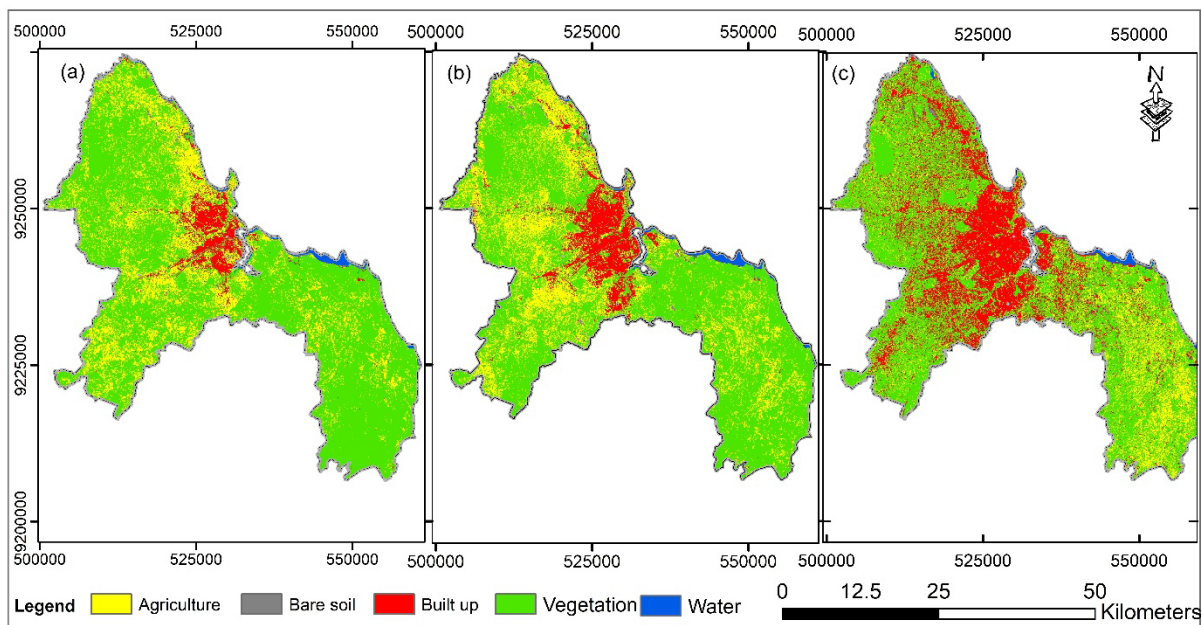 500000 525000 550000 500000 525000 550000 500000 525000 550000
(a) (b) (c) N
9250000
9225000
9200000
500000 525000 550000 500000 525000 550000 500000 525000 550000
Legend Agriculture Bare soil Built up Vegetation Water
0 12.5 25 50
Kilometers